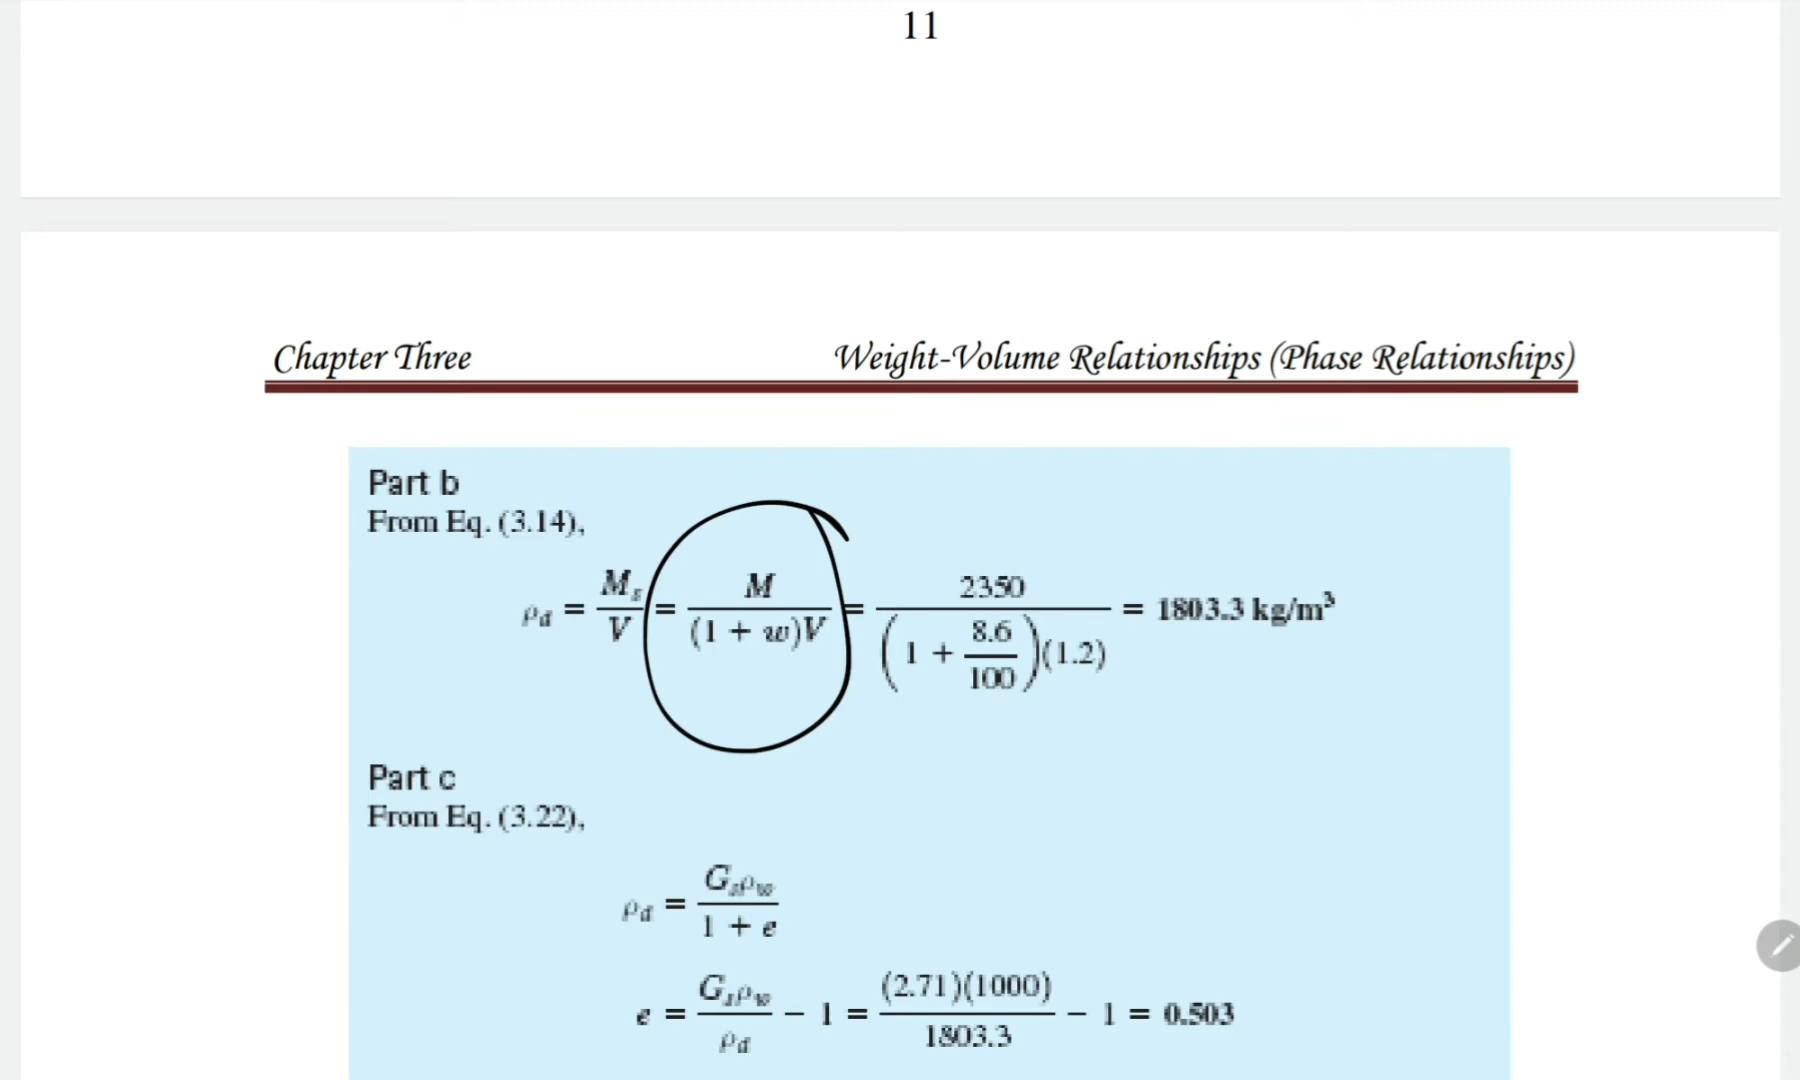 11
Chapter Three Weight-Volume Relationships (Phase Relationships)
Part b
From Eq. (3.14),
ρd = Ms/V = M/((1 + w)V) = 2350/((1 + 8.6/100)(1.2)) = 1803.3 kg/m³
Part c
From Eq. (3.22),
ρd = Gsρw/(1 + e)
e = Gsρw/ρd − 1 = (2.71)(1000)/1803.3 − 1 = 0.503